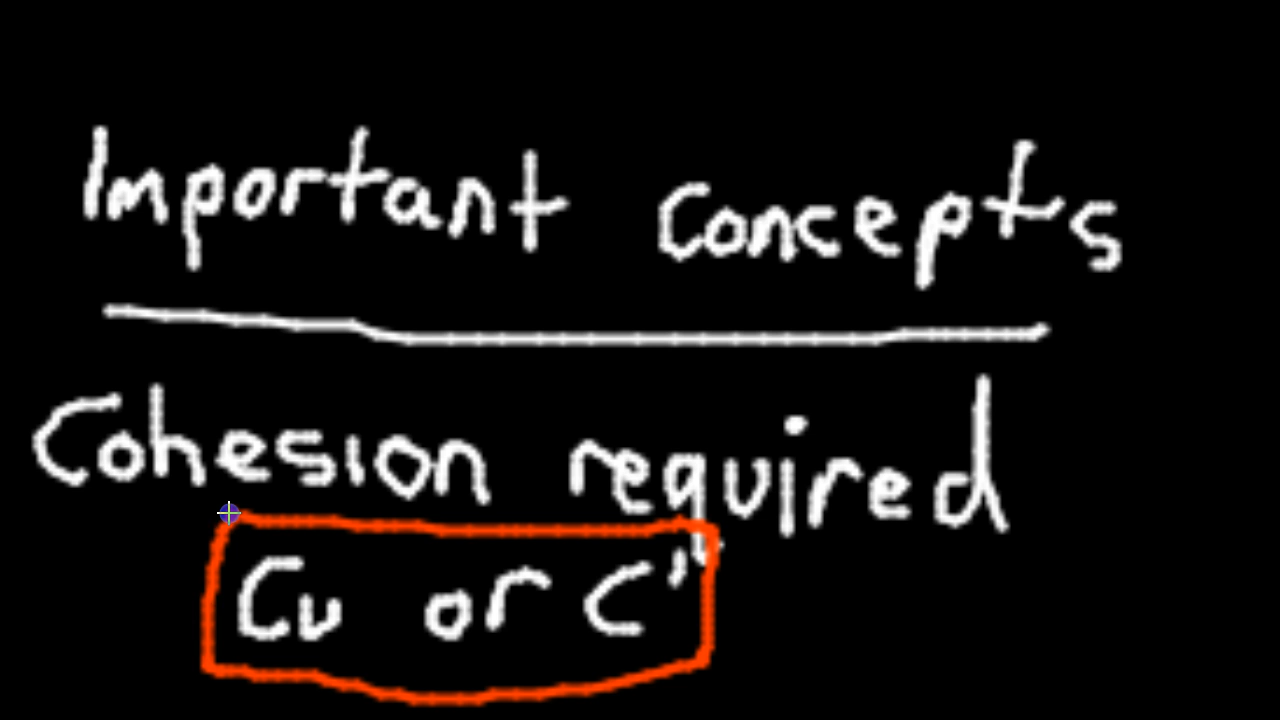 Important Concepts
Cohesion required
Cu or C'